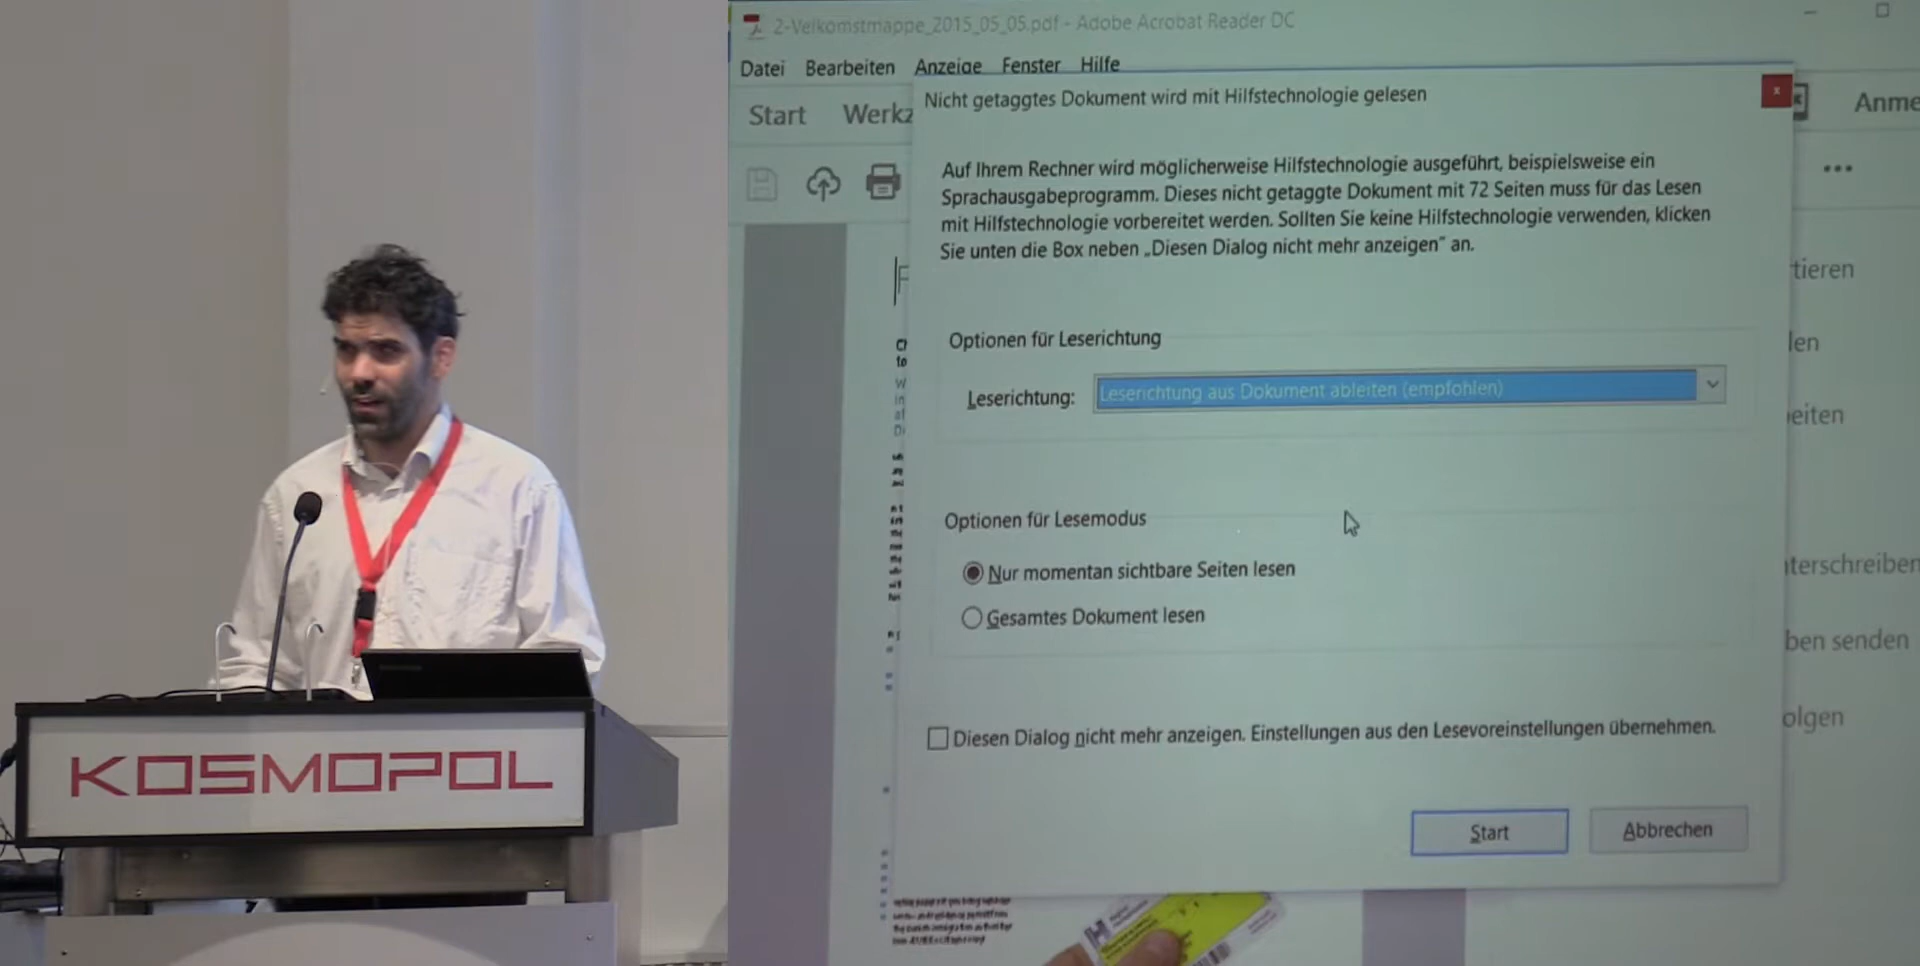 2-Velkomstmappe_2015_05_05.pdf - Adobe Acrobat Reader DC
Datei Bearbeiten Anzeige Fenster Hilfe
Start
Nicht getaggtes Dokument wird mit Hilfstechnologie gelesen
Auf Ihrem Rechner wird möglicherweise Hilfstechnologie ausgeführt, beispielsweise ein
Sprachausgabeprogramm. Dieses nicht getaggte Dokument mit 72 Seiten muss für das Lesen
mit Hilfstechnologie vorbereitet werden. Sollten Sie keine Hilfstechnologie verwenden, klicken
Sie unten die Box neben „Diesen Dialog nicht mehr anzeigen" an.
Optionen für Leserichtung
Leserichtung: Leserichtung aus Dokument ableiten (empfohlen)
Optionen für Lesemodus
Nur momentan sichtbare Seiten lesen
Gesamtes Dokument lesen
Diesen Dialog nicht mehr anzeigen. Einstellungen aus den Lesevoreinstellungen übernehmen.
Start Abbrechen
Anme
tieren
len
eiten
terschreiben
ben senden
olgen
KOSMOPOL